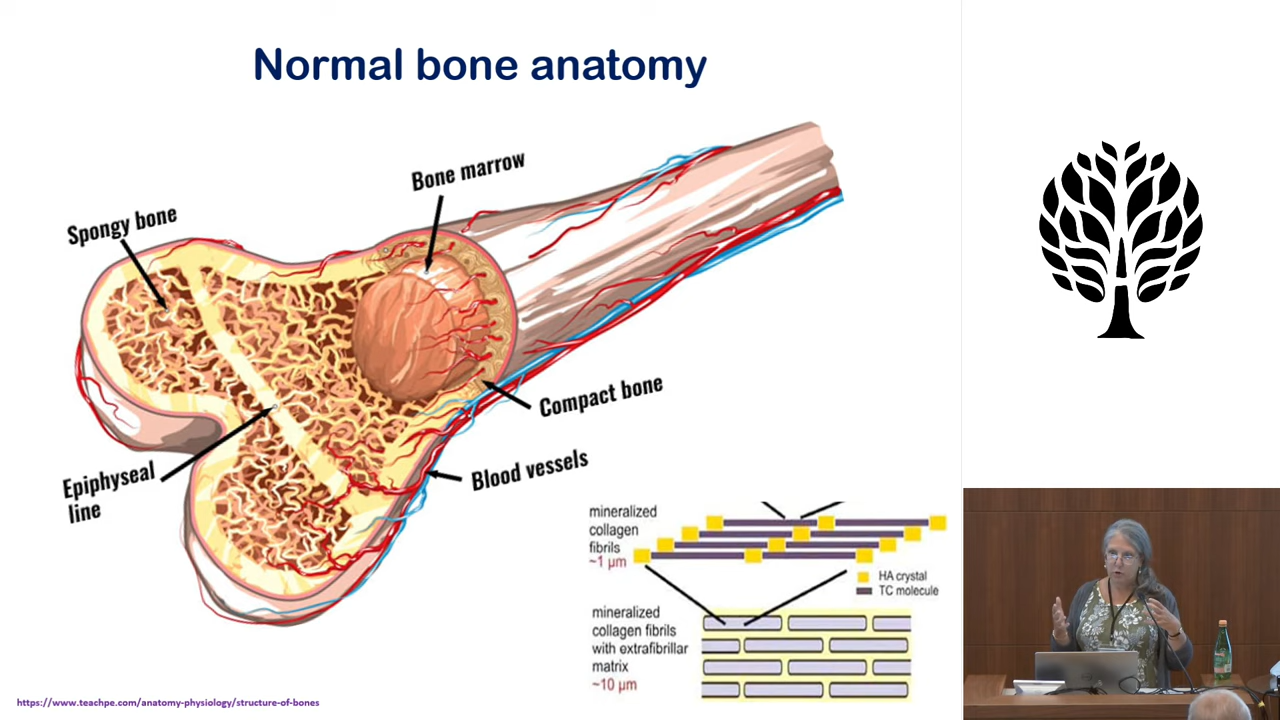 Normal bone anatomy
Bone marrow
Spongy bone
Compact bone
Blood vessels
Epiphyseal
line
mineralized
collagen
fibrils
~1 µm
HA crystal
TC molecule
mineralized
collagen fibrils
with extrafibrillar
matrix
~10 µm
https://www.teachpe.com/anatomy-physiology/structure-of-bones